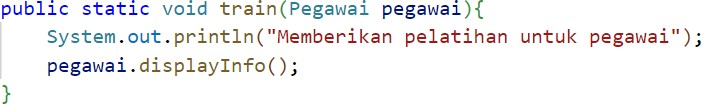 public static void train(Pegawai pegawai){
    System.out.println("Memberikan pelatihan untuk pegawai");
    pegawai.displayInfo();
}